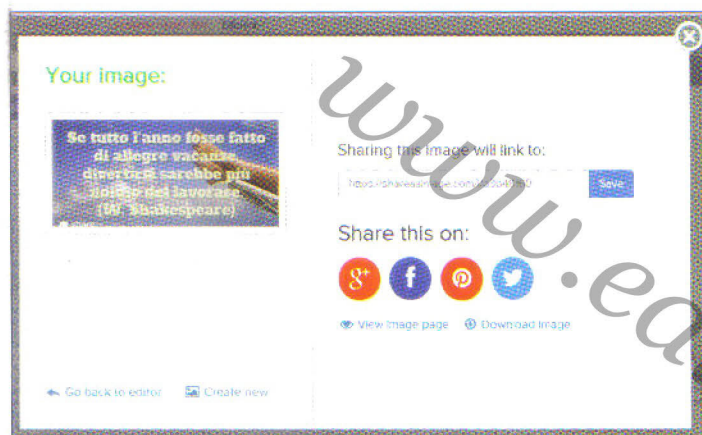 Your image:
Se tutto l'anno fosse fatto
di allegre vacanze,
divertirsi sarebbe più
noioso del lavorare
(W. Shakespeare)
Sharing this image will link to:
Save
Share this on:
View image page Download image
Go back to editor Create new
www.ea